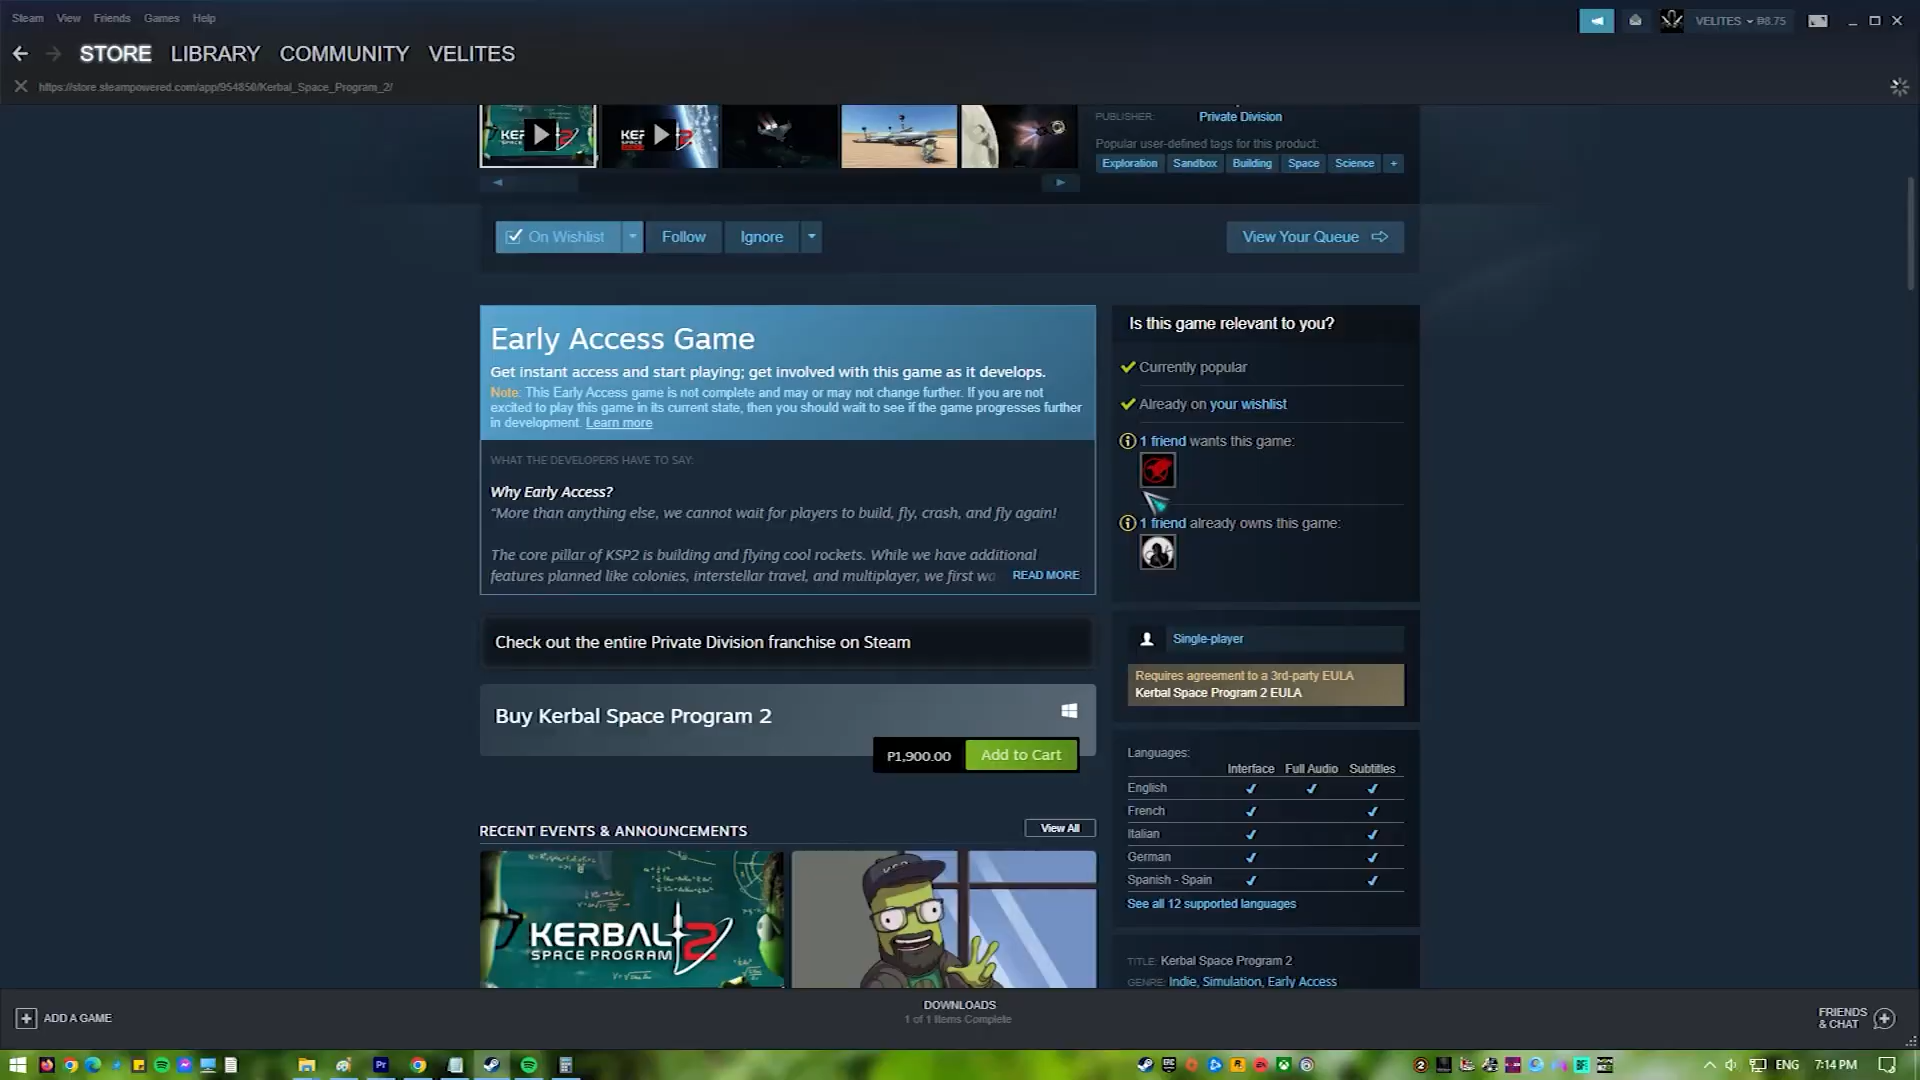 Steam View Friends Games Help
VELITES ₱8.75
STORE LIBRARY COMMUNITY VELITES
https://store.steampowered.com/app/954850/Kerbal_Space_Program_2/
PUBLISHER: Private Division
Popular user-defined tags for this product:
Exploration Sandbox Building Space Science +
On Wishlist Follow Ignore View Your Queue
Early Access Game
Get instant access and start playing; get involved with this game as it develops.
Note: This Early Access game is not complete and may or may not change further. If you are not
excited to play this game in its current state, then you should wait to see if the game progresses further
in development. Learn more
WHAT THE DEVELOPERS HAVE TO SAY:
Why Early Access?
“More than anything else, we cannot wait for players to build, fly, crash, and fly again!
The core pillar of KSP2 is building and flying cool rockets. While we have additional
features planned like colonies, interstellar travel, and multiplayer, we first wa READ MORE
Check out the entire Private Division franchise on Steam
Buy Kerbal Space Program 2
P1,900.00 Add to Cart
RECENT EVENTS & ANNOUNCEMENTS View All
KERBAL 2
SPACE PROGRAM
KSP
Is this game relevant to you?
Currently popular
Already on your wishlist
1 friend wants this game:
1 friend already owns this game:
Single-player
Requires agreement to a 3rd-party EULA
Kerbal Space Program 2 EULA
Languages:
Interface Full Audio Subtitles
English
French
Italian
German
Spanish - Spain
See all 12 supported languages
TITLE: Kerbal Space Program 2
GENRE: Indie, Simulation, Early Access
ADD A GAME
DOWNLOADS
1 of 1 Items Complete
FRIENDS
& CHAT
ENG 7:14 PM